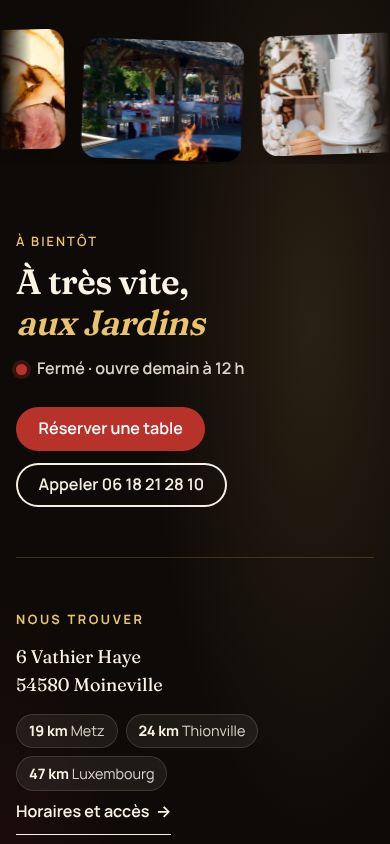 À BIENTÔT
À très vite,
aux Jardins
Fermé · ouvre demain à 12 h
Réserver une table
Appeler 06 18 21 28 10
NOUS TROUVER
6 Vathier Haye
54580 Moineville
19 km Metz
24 km Thionville
47 km Luxembourg
Horaires et accès →